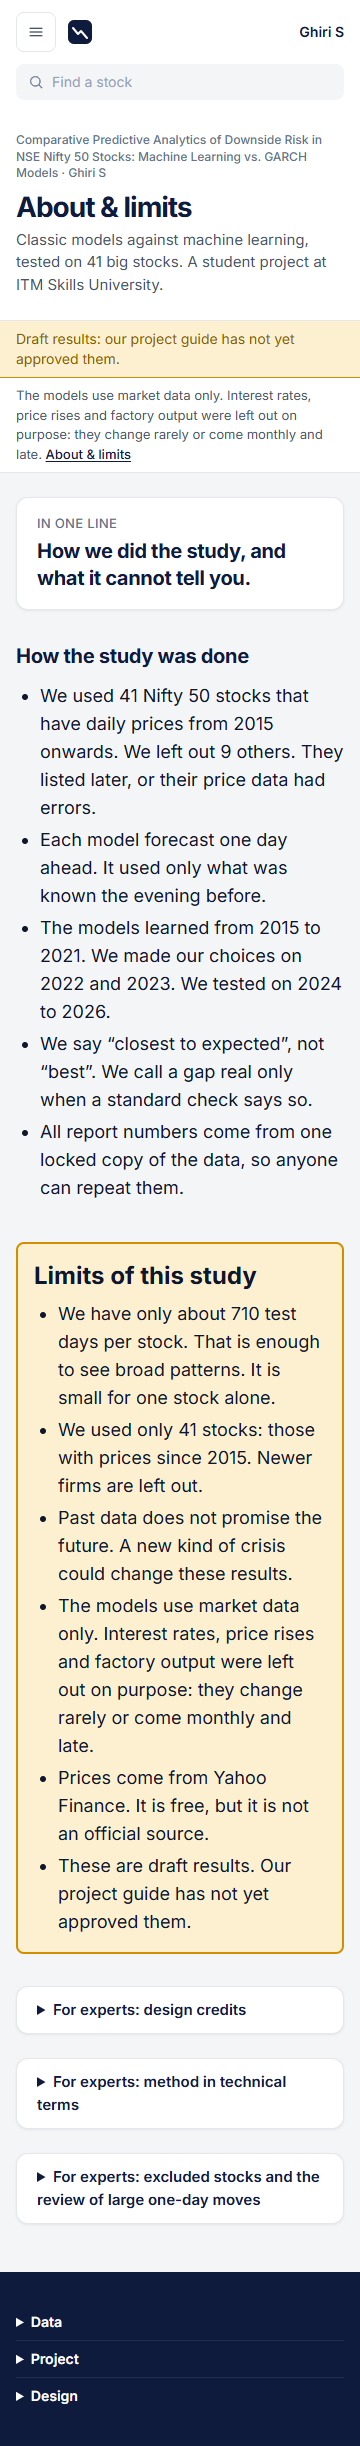 Ghiri S
Find a stock
Comparative Predictive Analytics of Downside Risk in
NSE Nifty 50 Stocks: Machine Learning vs. GARCH
Models · Ghiri S
About & limits
Classic models against machine learning,
tested on 41 big stocks. A student project at
ITM Skills University.
Draft results: our project guide has not yet
approved them.
The models use market data only. Interest rates,
price rises and factory output were left out on
purpose: they change rarely or come monthly and
late. About & limits
IN ONE LINE
How we did the study, and
what it cannot tell you.
How the study was done
• We used 41 Nifty 50 stocks that
have daily prices from 2015
onwards. We left out 9 others. They
listed later, or their price data had
errors.
• Each model forecast one day
ahead. It used only what was
known the evening before.
• The models learned from 2015 to
2021. We made our choices on
2022 and 2023. We tested on 2024
to 2026.
• We say “closest to expected”, not
“best”. We call a gap real only
when a standard check says so.
• All report numbers come from one
locked copy of the data, so anyone
can repeat them.
Limits of this study
• We have only about 710 test
days per stock. That is enough
to see broad patterns. It is
small for one stock alone.
• We used only 41 stocks: those
with prices since 2015. Newer
firms are left out.
• Past data does not promise the
future. A new kind of crisis
could change these results.
• The models use market data
only. Interest rates, price rises
and factory output were left
out on purpose: they change
rarely or come monthly and
late.
• Prices come from Yahoo
Finance. It is free, but it is not
an official source.
• These are draft results. Our
project guide has not yet
approved them.
▶ For experts: design credits
▶ For experts: method in technical
terms
▶ For experts: excluded stocks and the
review of large one-day moves
▶ Data
▶ Project
▶ Design